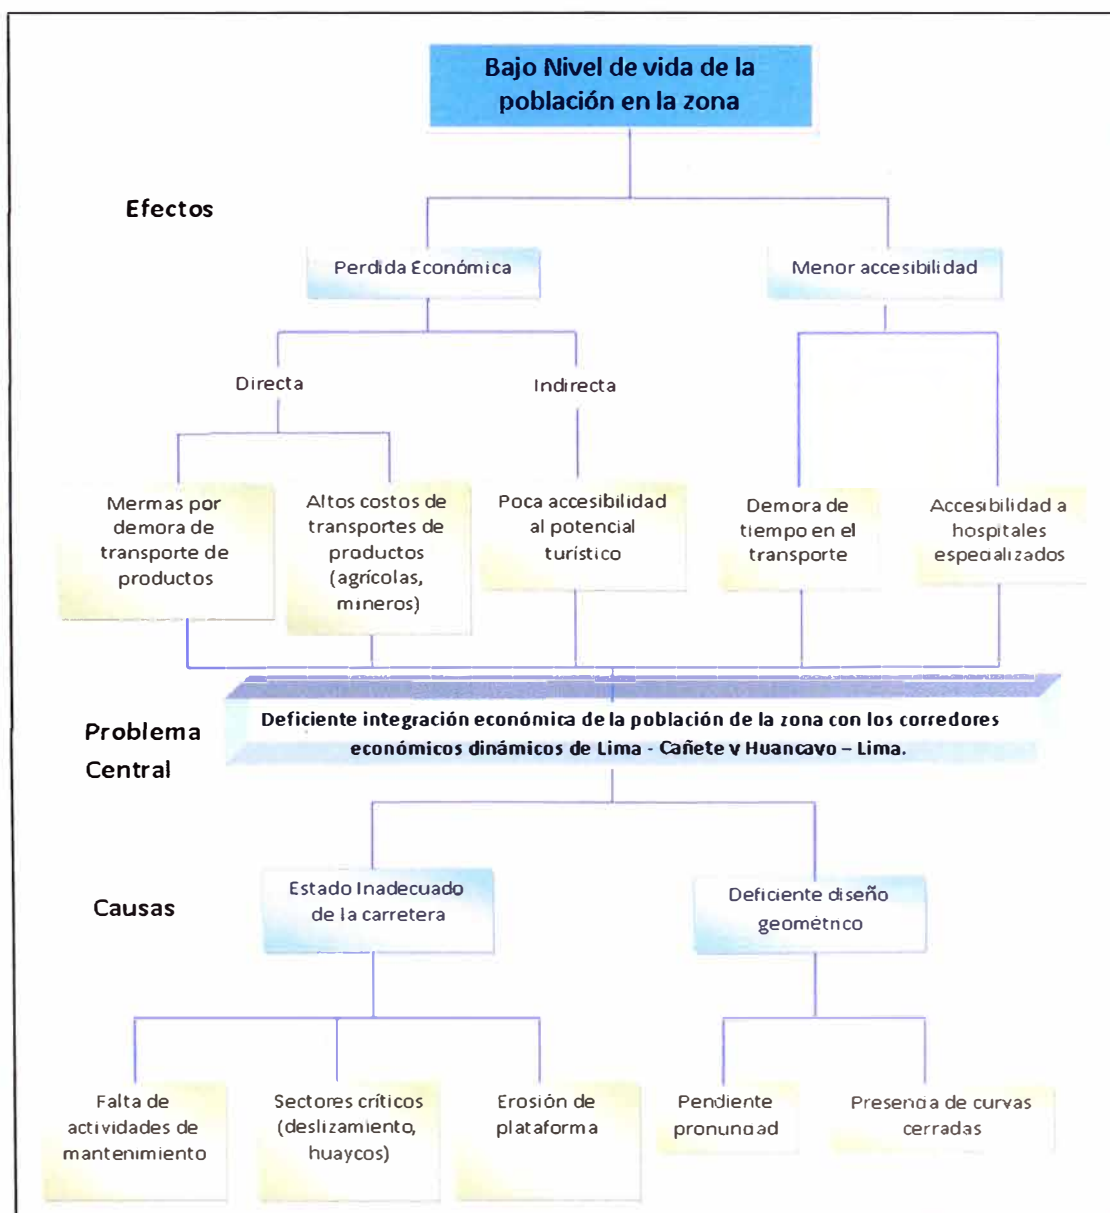 Bajo Nivel de vida de la
población en la zona
Efectos
Perdida Económica
Menor accesibilidad
Directa
Indirecta
Mermas por
demora de
transporte de
productos
Altos costos de
transportes de
productos
(agrícolas,
mineros)
Poca accesibilidad
al potencial
turístico
Demora de
tiempo en el
transporte
Accesibilidad a
hospitales
especializados
Problema
Central
Deficiente integración económica de la población de la zona con los corredores
económicos dinámicos de Lima - Cañete y Huancayo – Lima.
Causas
Estado Inadecuado
de la carretera
Deficiente diseño
geométrico
Falta de
actividades de
mantenimiento
Sectores críticos
(deslizamiento,
huaycos)
Erosión de
plataforma
Pendiente
pronunciad
Presencia de curvas
cerradas